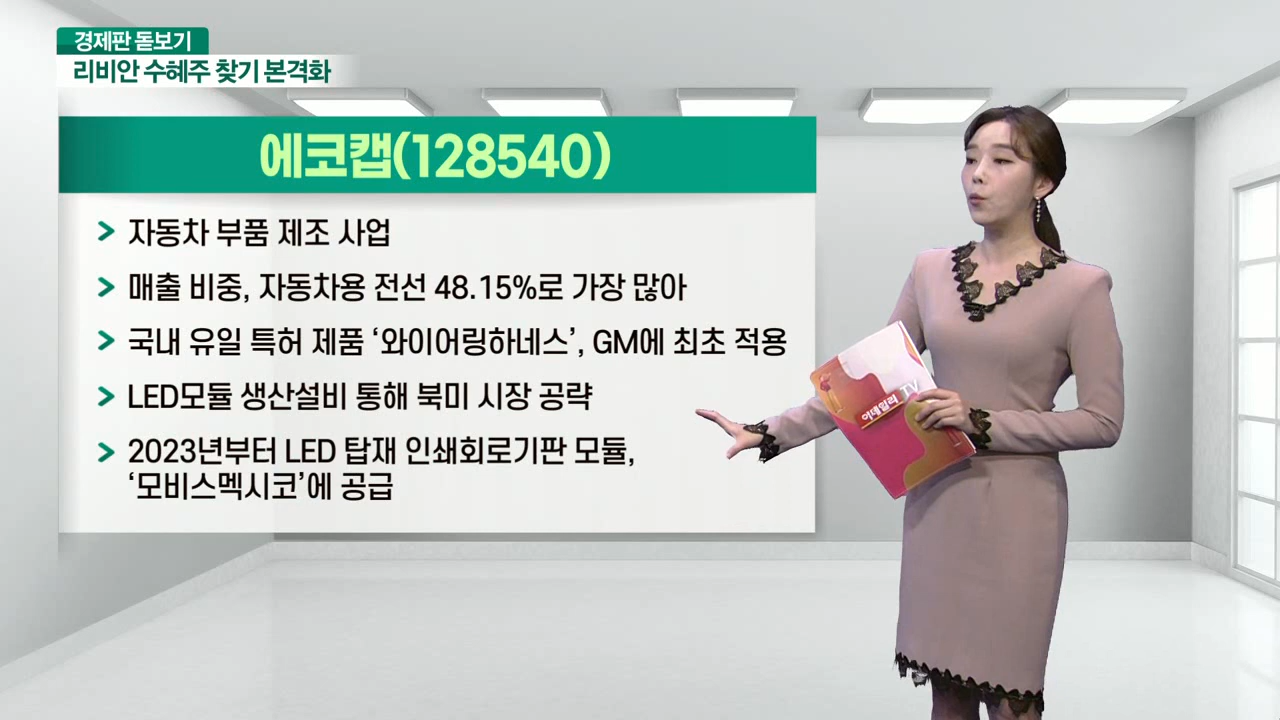 경제판 돋보기
리비안 수혜주 찾기 본격화
에코캡(128540)
> 자동차 부품 제조 사업
> 매출 비중, 자동차용 전선 48.15%로 가장 많아
> 국내 유일 특허 제품 ‘와이어링하네스’, GM에 최초 적용
> LED모듈 생산설비 통해 북미 시장 공략
> 2023년부터 LED 탑재 인쇄회로기판 모듈,
‘모비스멕시코’에 공급
이데일리 TV